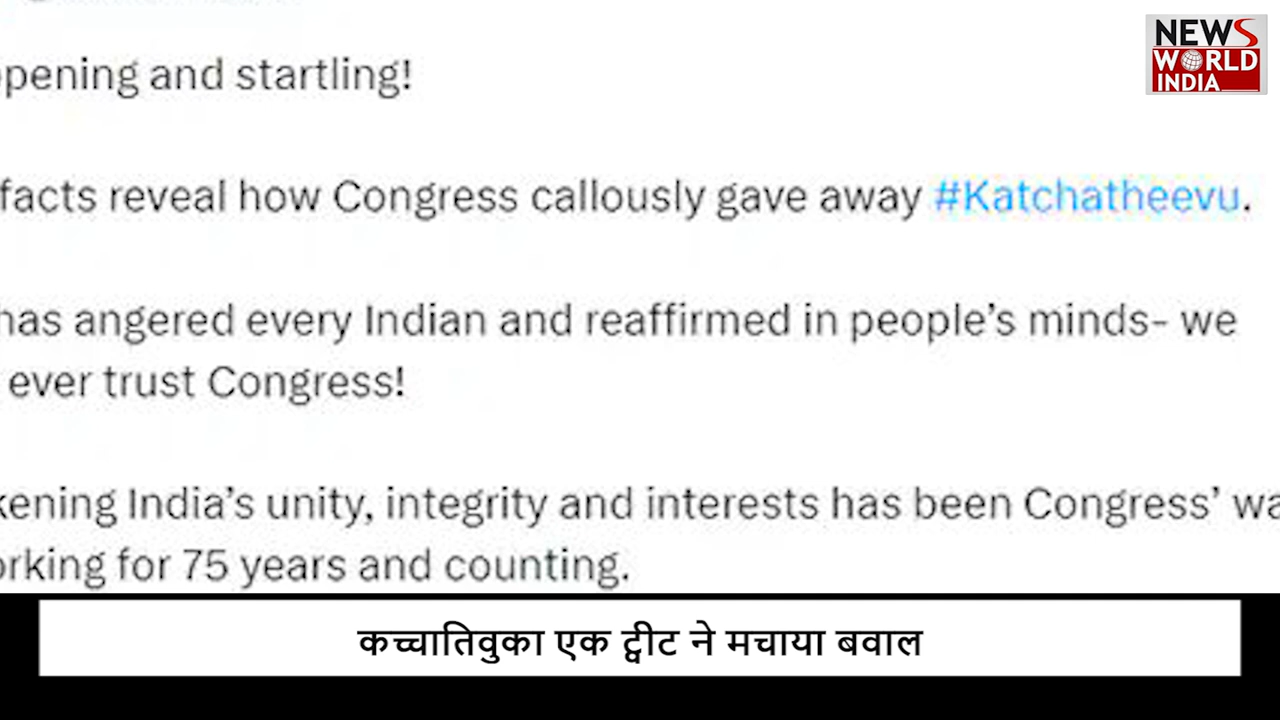 NEWS
WORLD
INDIA
pening and startling!
facts reveal how Congress callously gave away #Katchatheevu.
has angered every Indian and reaffirmed in people's minds- we
ever trust Congress!
kening India's unity, integrity and interests has been Congress' wa
orking for 75 years and counting.
कच्चातिवुका एक ट्वीट ने मचाया बवाल